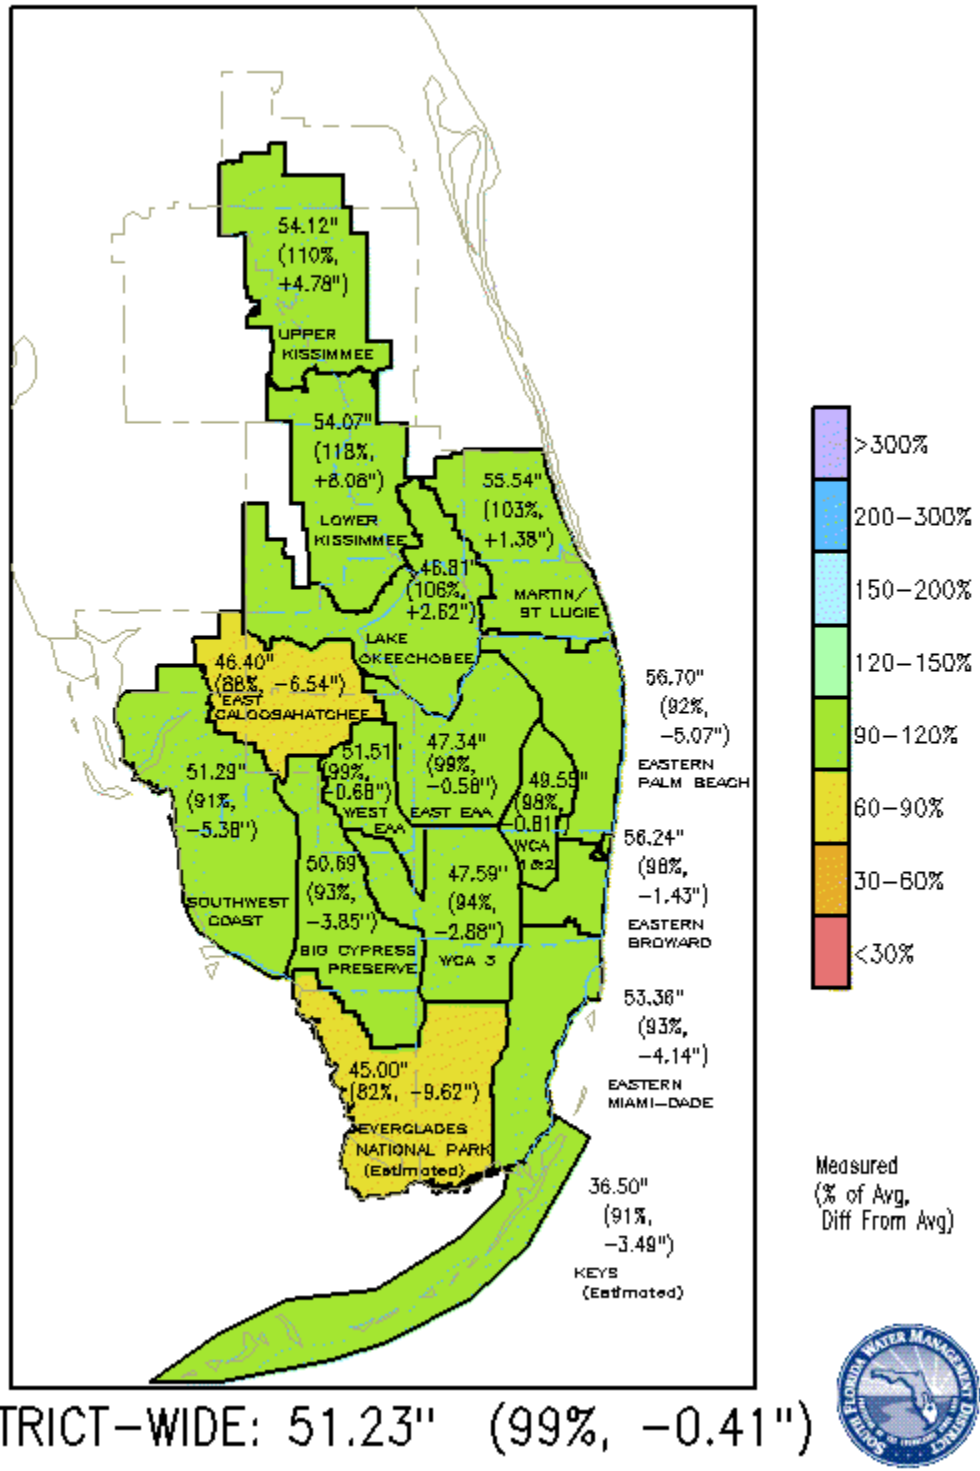 54.12"
(110%,
+4.78")
UPPER
KISSIMMEE
54.07"
(118%,
+8.06")
LOWER
KISSIMMEE
55.54"
(103%,
+1.38")
MARTIN/
ST LUCIE
46.81"
(106%,
+2.62")
LAKE
OKEECHOBEE
46.40"
(88%, -6.54")
EAST
CALOOSAHATCHEE
56.70"
(92%,
-5.07")
EASTERN
PALM BEACH
51.51"
(99%,
-0.68")
WEST
EAA
47.34"
(99%,
-0.58")
EAST EAA
49.55"
(98%,
-0.81")
WCA
1&2
51.29"
(91%,
-5.38")
SOUTHWEST
COAST
50.69"
(93%,
-3.85")
BIG CYPRESS
PRESERVE
47.59"
(94%,
-2.88")
WCA 3
56.24"
(98%,
-1.43")
EASTERN
BROWARD
53.36"
(93%,
-4.14")
EASTERN
MIAMI-DADE
45.00"
(82%, -9.62")
EVERGLADES
NATIONAL PARK
(Estimated)
36.50"
(91%,
-3.49")
KEYS
(Estimated)
>300%
200-300%
150-200%
120-150%
90-120%
60-90%
30-60%
<30%
Measured
(% of Avg,
Diff From Avg)
TRICT-WIDE: 51.23" (99%, -0.41")
SOUTH FLORIDA WATER MANAGEMENT DISTRICT